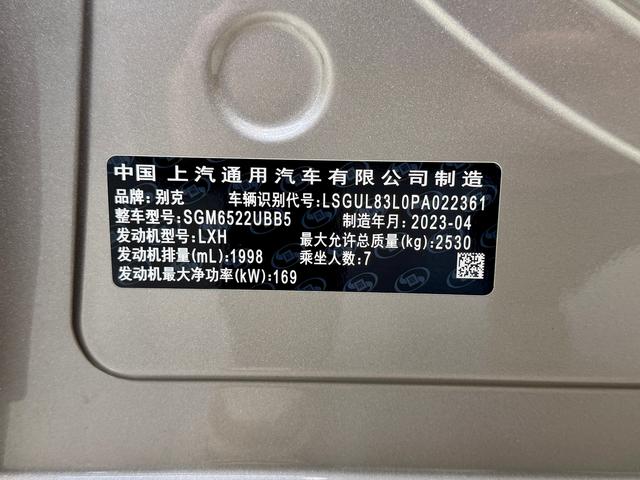 中国 上汽通用汽车有限公司制造
品牌:别克 车辆识别代号:LSGUL83L0PA022361
整车型号:SGM6522UBB5 制造年月:2023-04
发动机型号:LXH 最大允许总质量(kg):2530
发动机排量(mL):1998 乘坐人数:7
发动机最大净功率(kW):169